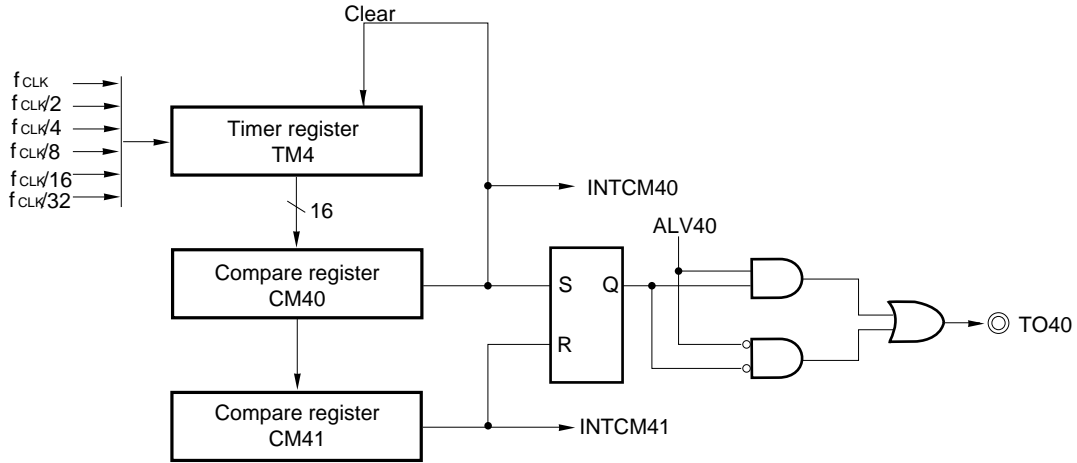 Clear
fCLK
fCLK/2
fCLK/4
fCLK/8
fCLK/16
fCLK/32
Timer register
TM4
16
INTCM40
ALV40
Compare register
CM40
S
Q
R
TO40
Compare register
CM41
INTCM41